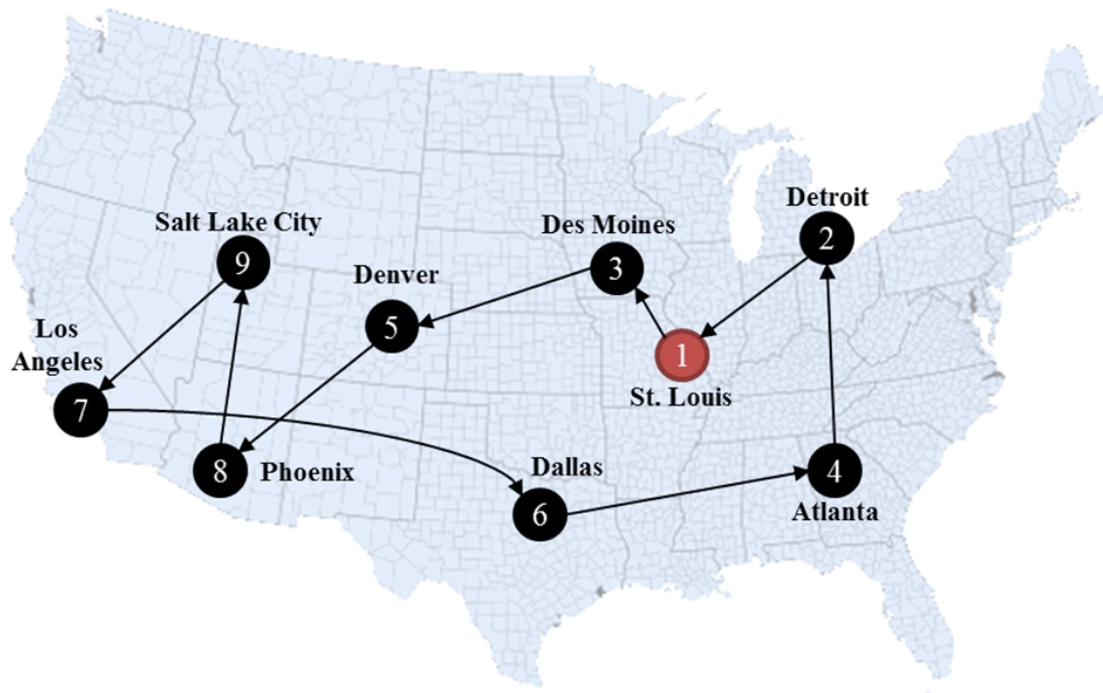 Detroit
2
Salt Lake City
9
Des Moines
3
Denver
5
Los
Angeles
7
1
St. Louis
8
Phoenix
Dallas
6
4
Atlanta